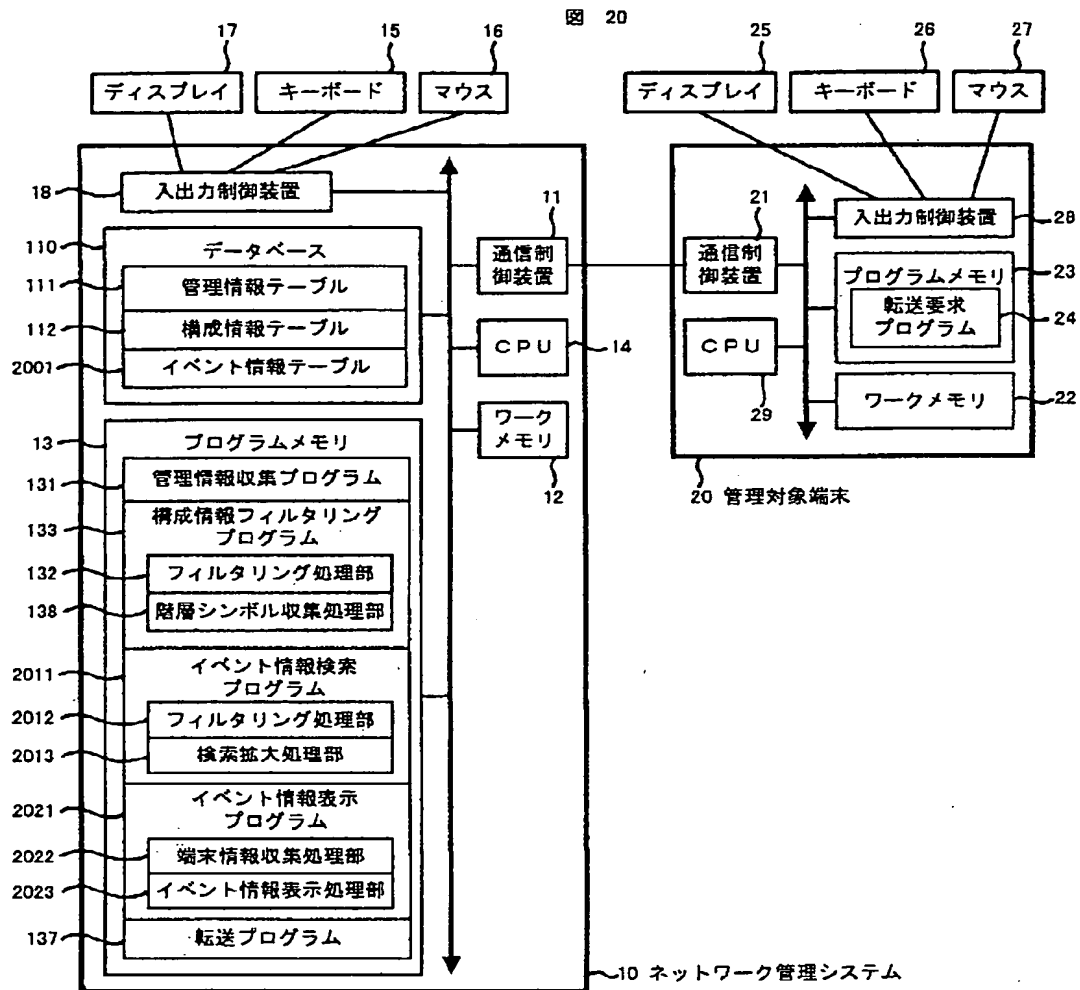 図 20
17
15
16
ディスプレイ
キーボード
マウス
18
入出力制御装置
110
データベース
111
管理情報テーブル
112
構成情報テーブル
2001
イベント情報テーブル
11
通信制
御装置
CPU
14
ワーク
メモリ
12
13
プログラムメモリ
131
管理情報収集プログラム
133
構成情報フィルタリング
プログラム
132
フィルタリング処理部
138
階層シンボル収集処理部
2011
イベント情報検索
プログラム
2012
フィルタリング処理部
2013
検索拡大処理部
2021
イベント情報表示
プログラム
2022
端末情報収集処理部
2023
イベント情報表示処理部
137
転送プログラム
10 ネットワーク管理システム
25
26
27
ディスプレイ
キーボード
マウス
21
入出力制御装置
28
通信制
御装置
プログラムメモリ
23
転送要求
プログラム
24
CPU
29
ワークメモリ
22
20 管理対象端末